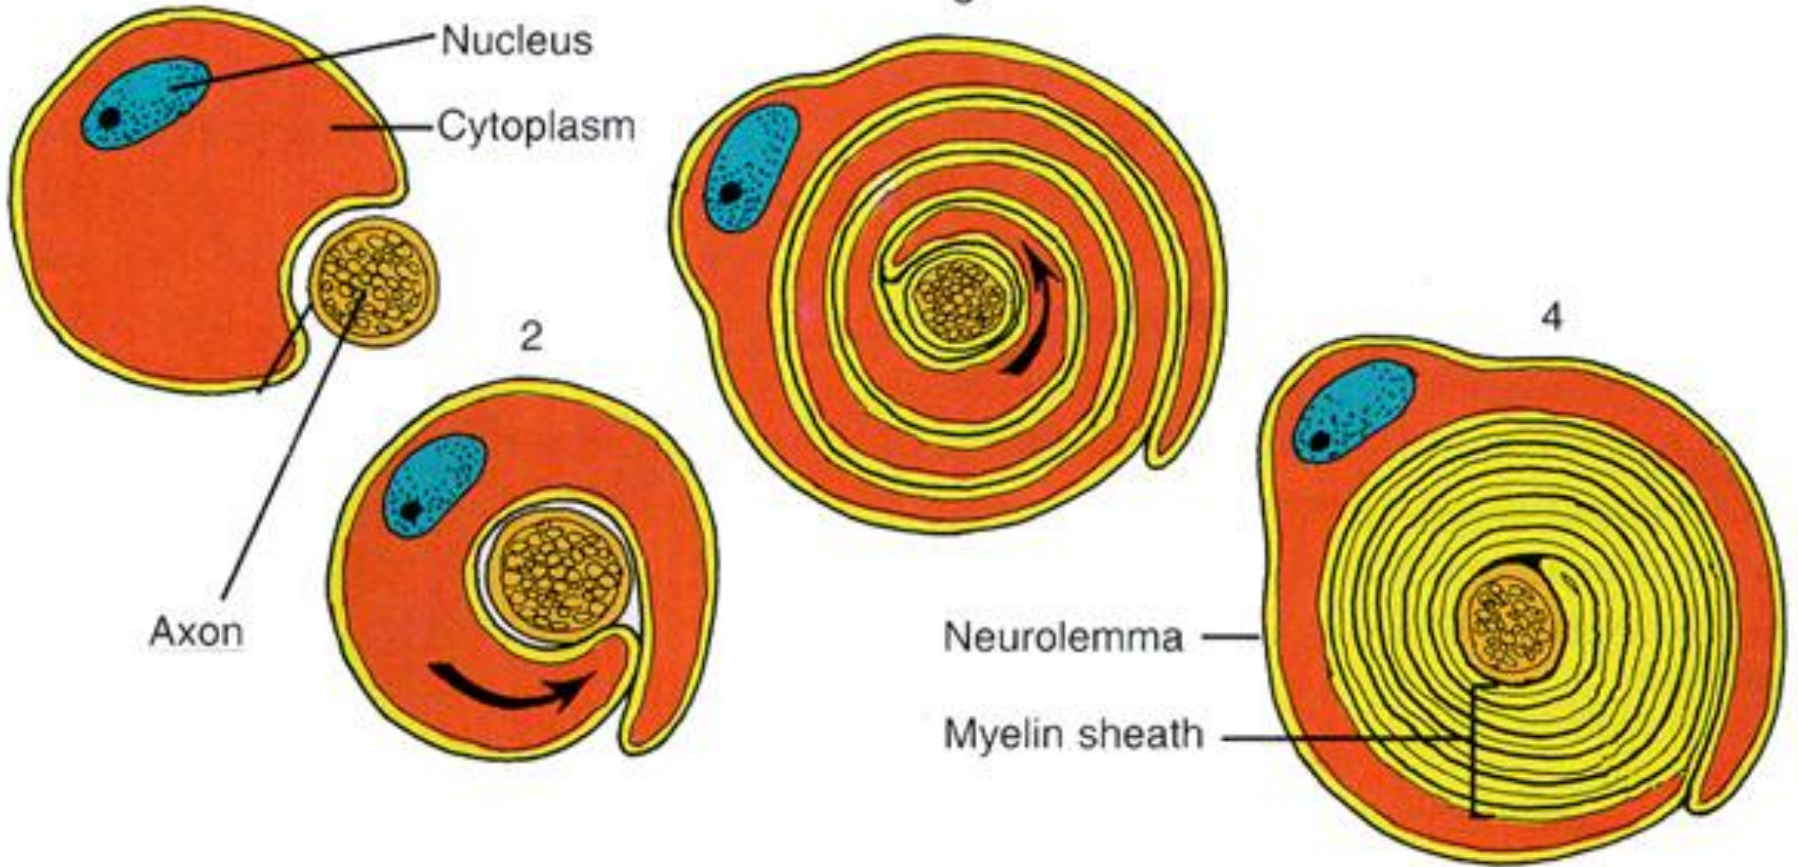 Nucleus
Cytoplasm
2
4
Axon
Neurolemma
Myelin sheath